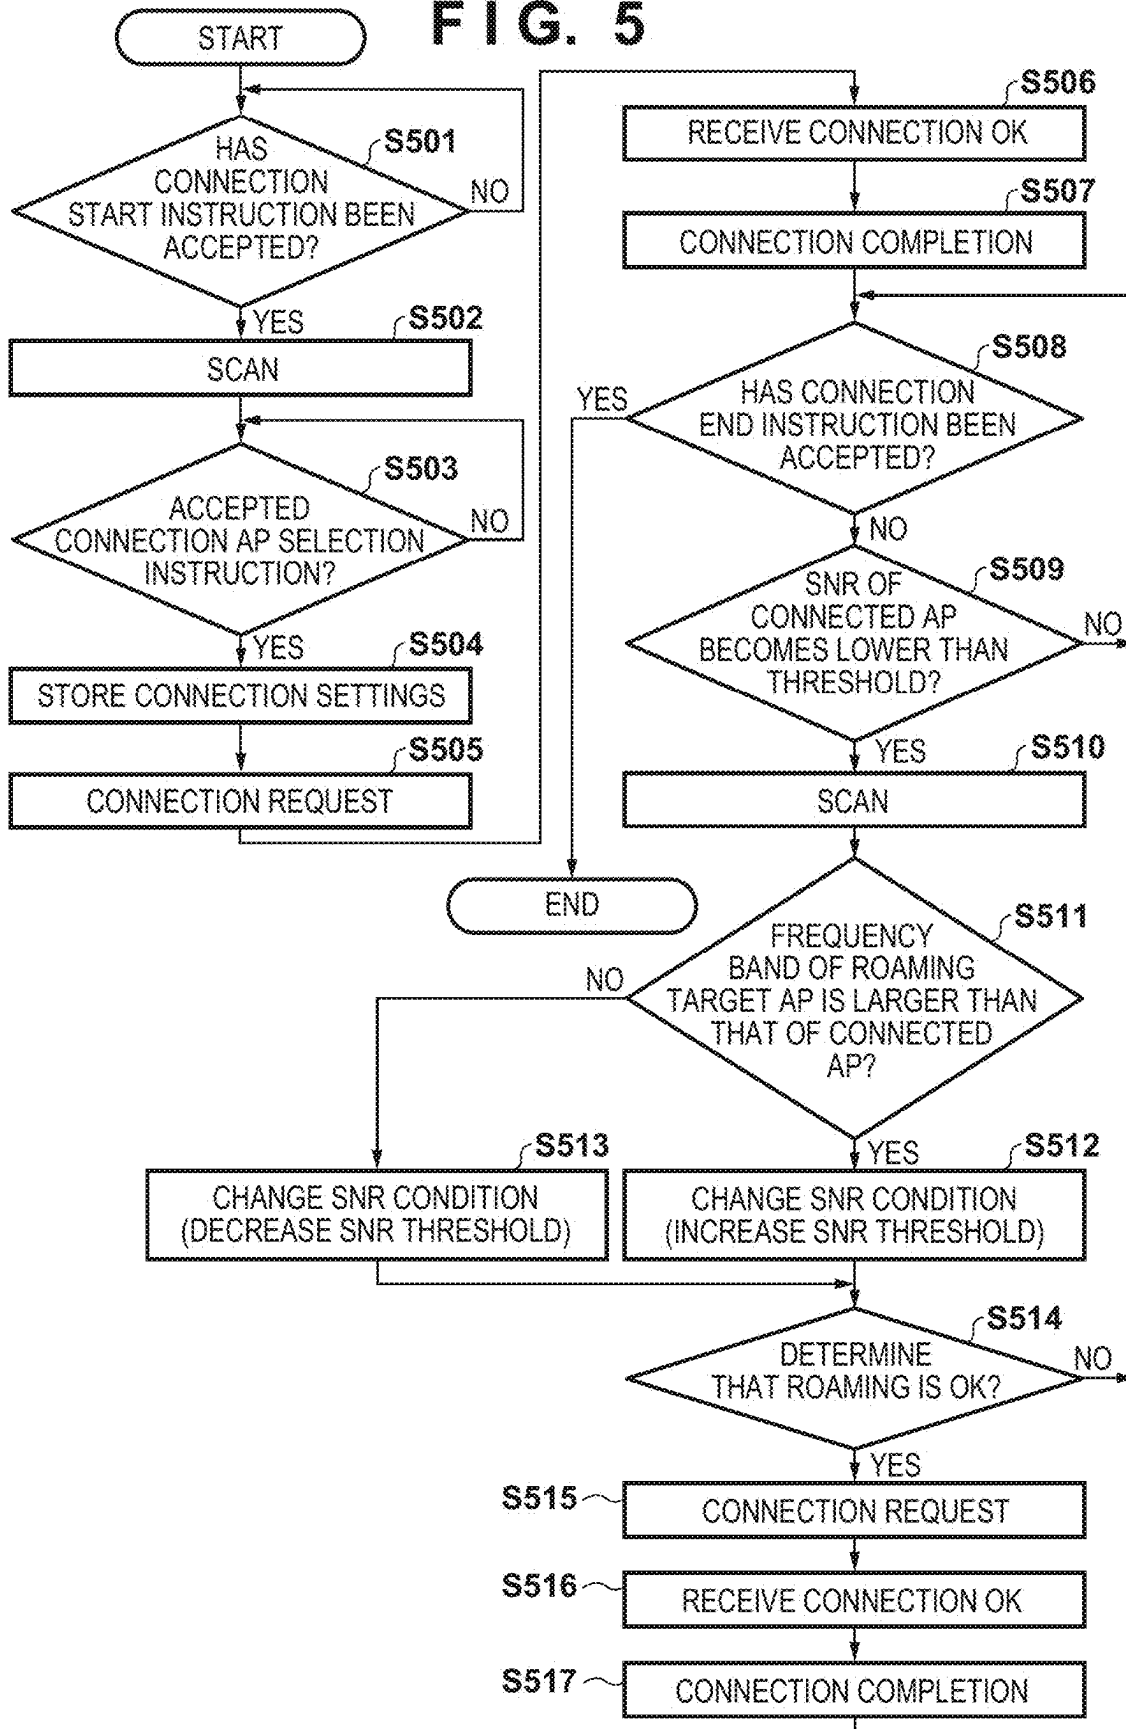 FIG. 5
START
S501
HAS
CONNECTION
START INSTRUCTION BEEN
ACCEPTED?
NO
YES
S502
SCAN
S503
ACCEPTED
CONNECTION AP SELECTION
INSTRUCTION?
NO
YES
S504
STORE CONNECTION SETTINGS
S505
CONNECTION REQUEST
S506
RECEIVE CONNECTION OK
S507
CONNECTION COMPLETION
S508
HAS CONNECTION
END INSTRUCTION BEEN
ACCEPTED?
YES
NO
END
S509
SNR OF
CONNECTED AP
BECOMES LOWER THAN
THRESHOLD?
NO
YES
S510
SCAN
S511
FREQUENCY
BAND OF ROAMING
TARGET AP IS LARGER THAN
THAT OF CONNECTED
AP?
NO
YES
S513
CHANGE SNR CONDITION
(DECREASE SNR THRESHOLD)
S512
CHANGE SNR CONDITION
(INCREASE SNR THRESHOLD)
S514
DETERMINE
THAT ROAMING IS OK?
NO
YES
S515
CONNECTION REQUEST
S516
RECEIVE CONNECTION OK
S517
CONNECTION COMPLETION